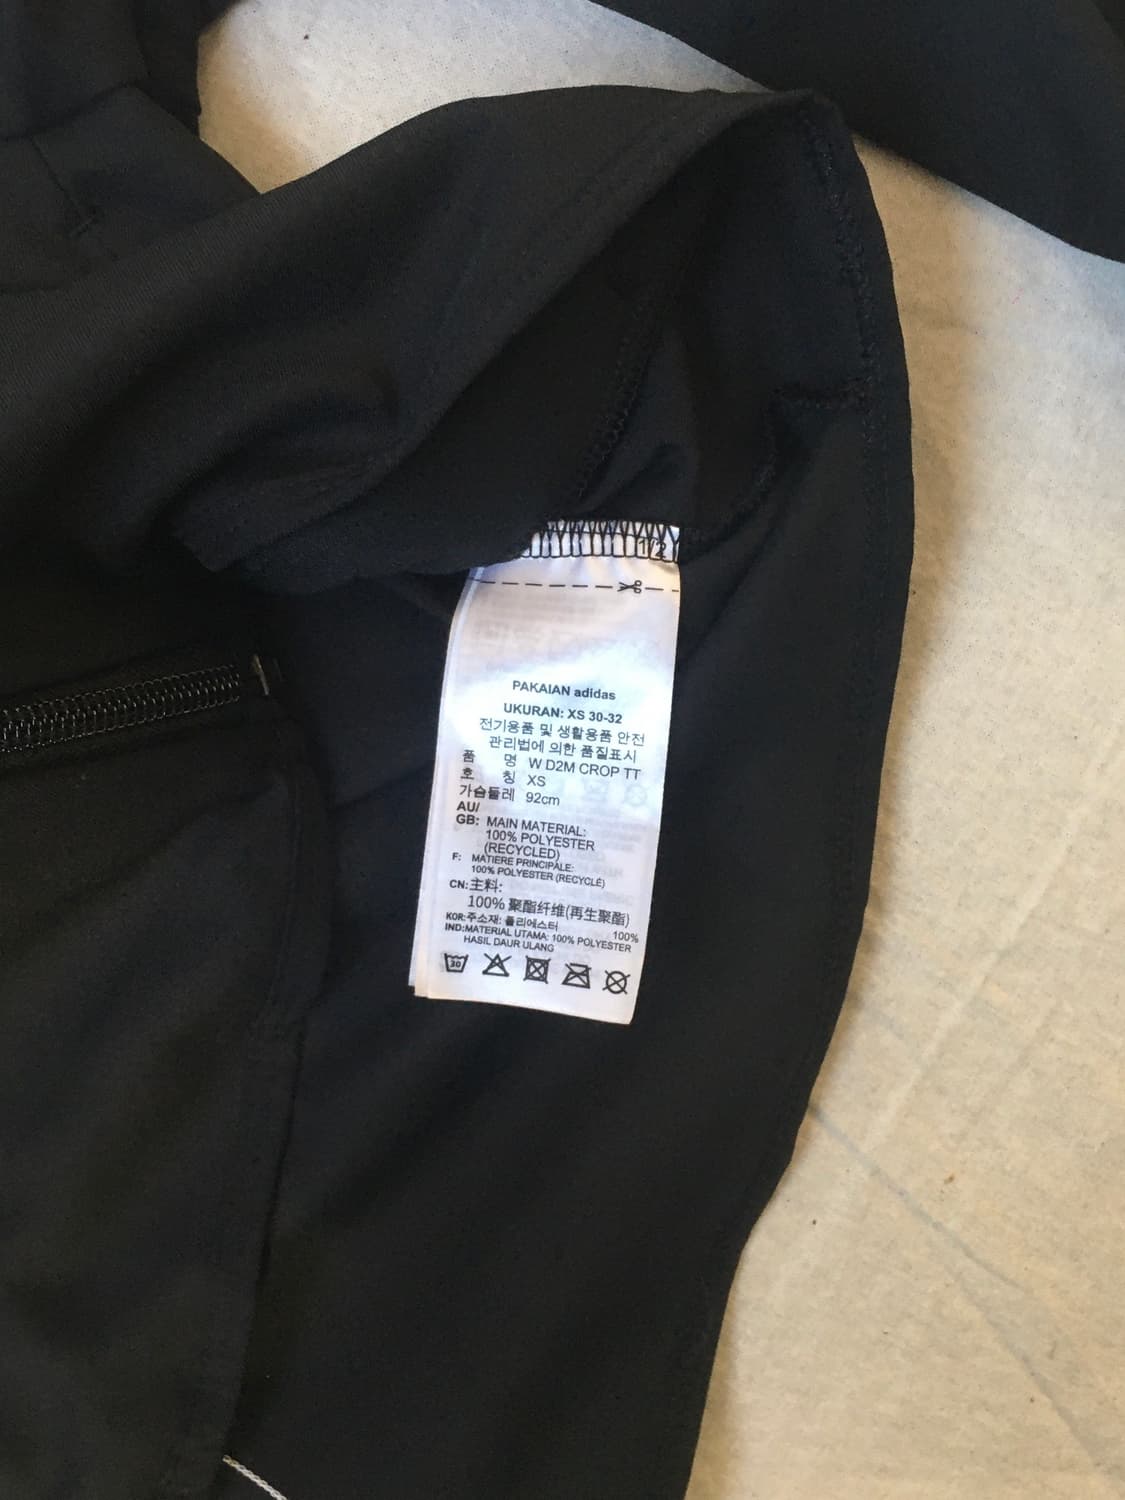 1/2
PAKAIAN adidas
UKURAN: XS 30-32
전기용품 및 생활용품 안전
관리법에 의한 품질표시
품 명 W D2M CROP TT
호 칭 XS
가슴둘레 92cm
AU/
GB: MAIN MATERIAL:
100% POLYESTER
(RECYCLED)
F: MATIERE PRINCIPALE:
100% POLYESTER (RECYCLÉ)
CN:主料:
100% 聚酯纤维(再生聚酯)
KOR:주소재: 폴리에스터 100%
IND:MATERIAL UTAMA: 100% POLYESTER
HASIL DAUR ULANG
30